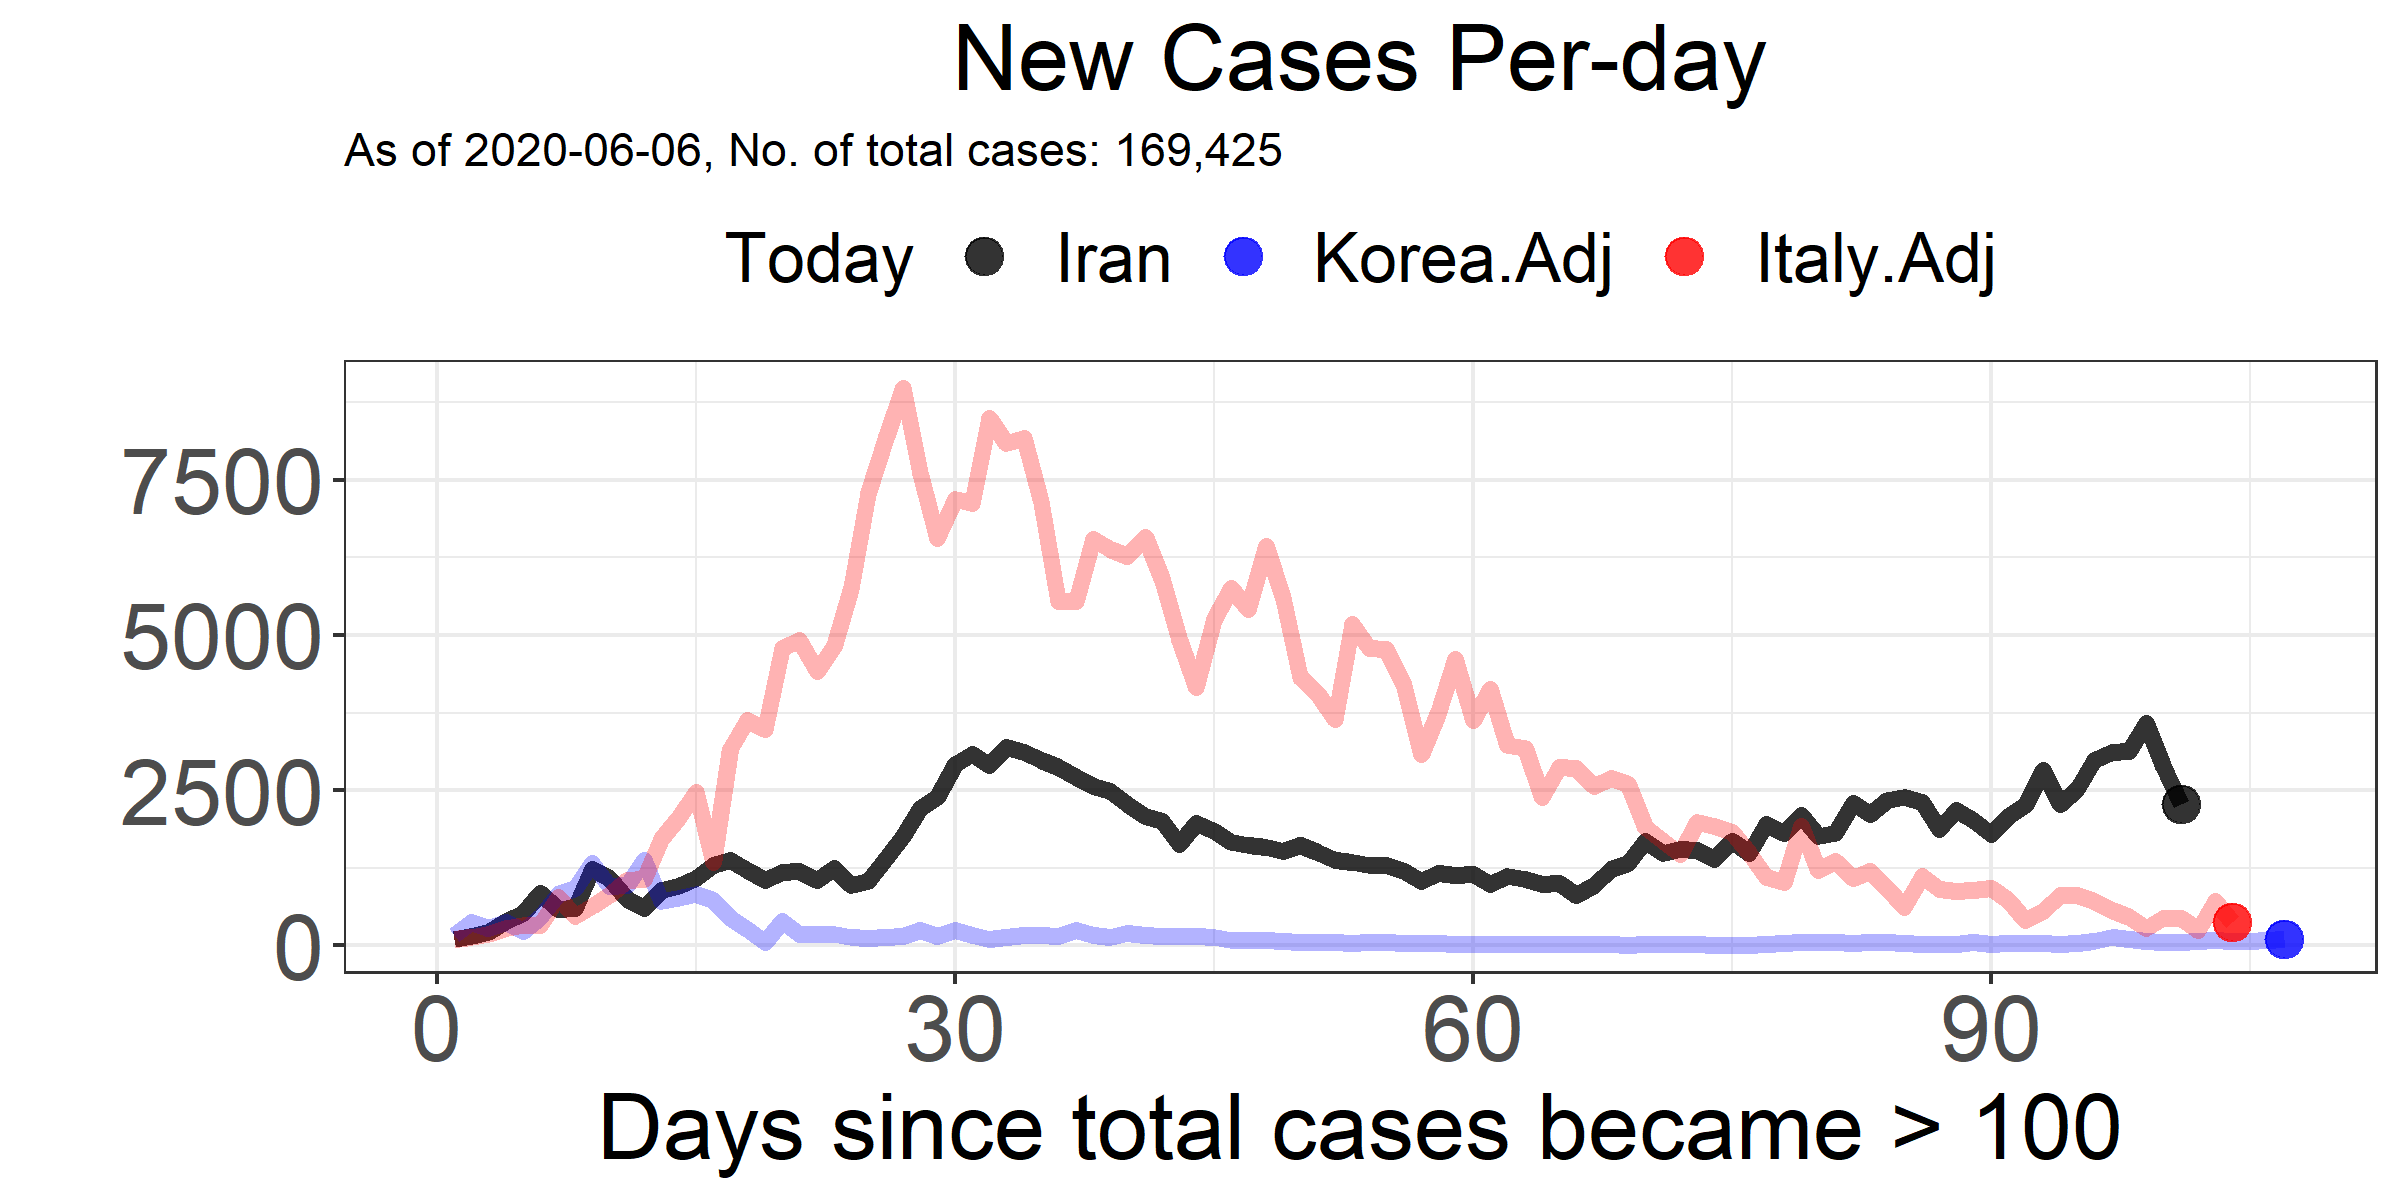 New Cases Per-day
As of 2020-06-06, No. of total cases: 169,425
Today Iran Korea.Adj Italy.Adj
7500
5000
2500
0
0 30 60 90
Days since total cases became > 100